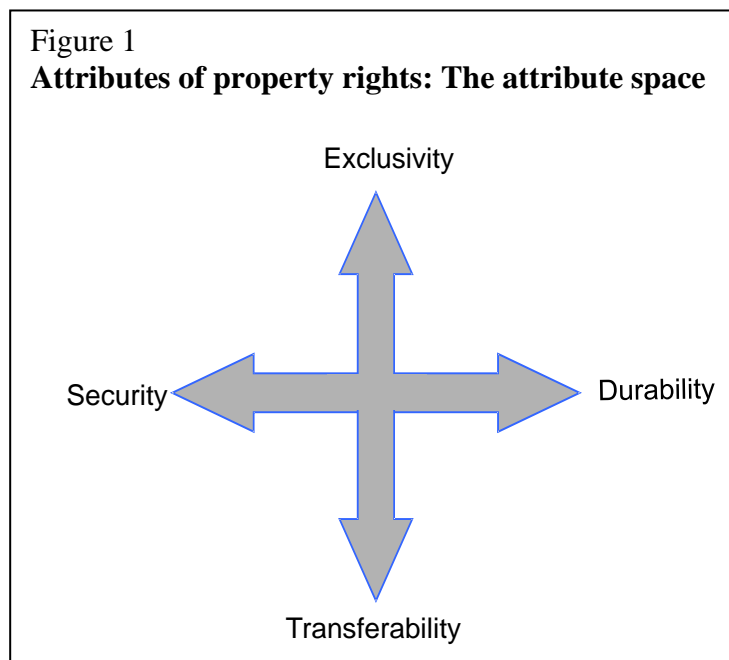 Figure 1
Attributes of property rights: The attribute space
Exclusivity
Security
Durability
Transferability